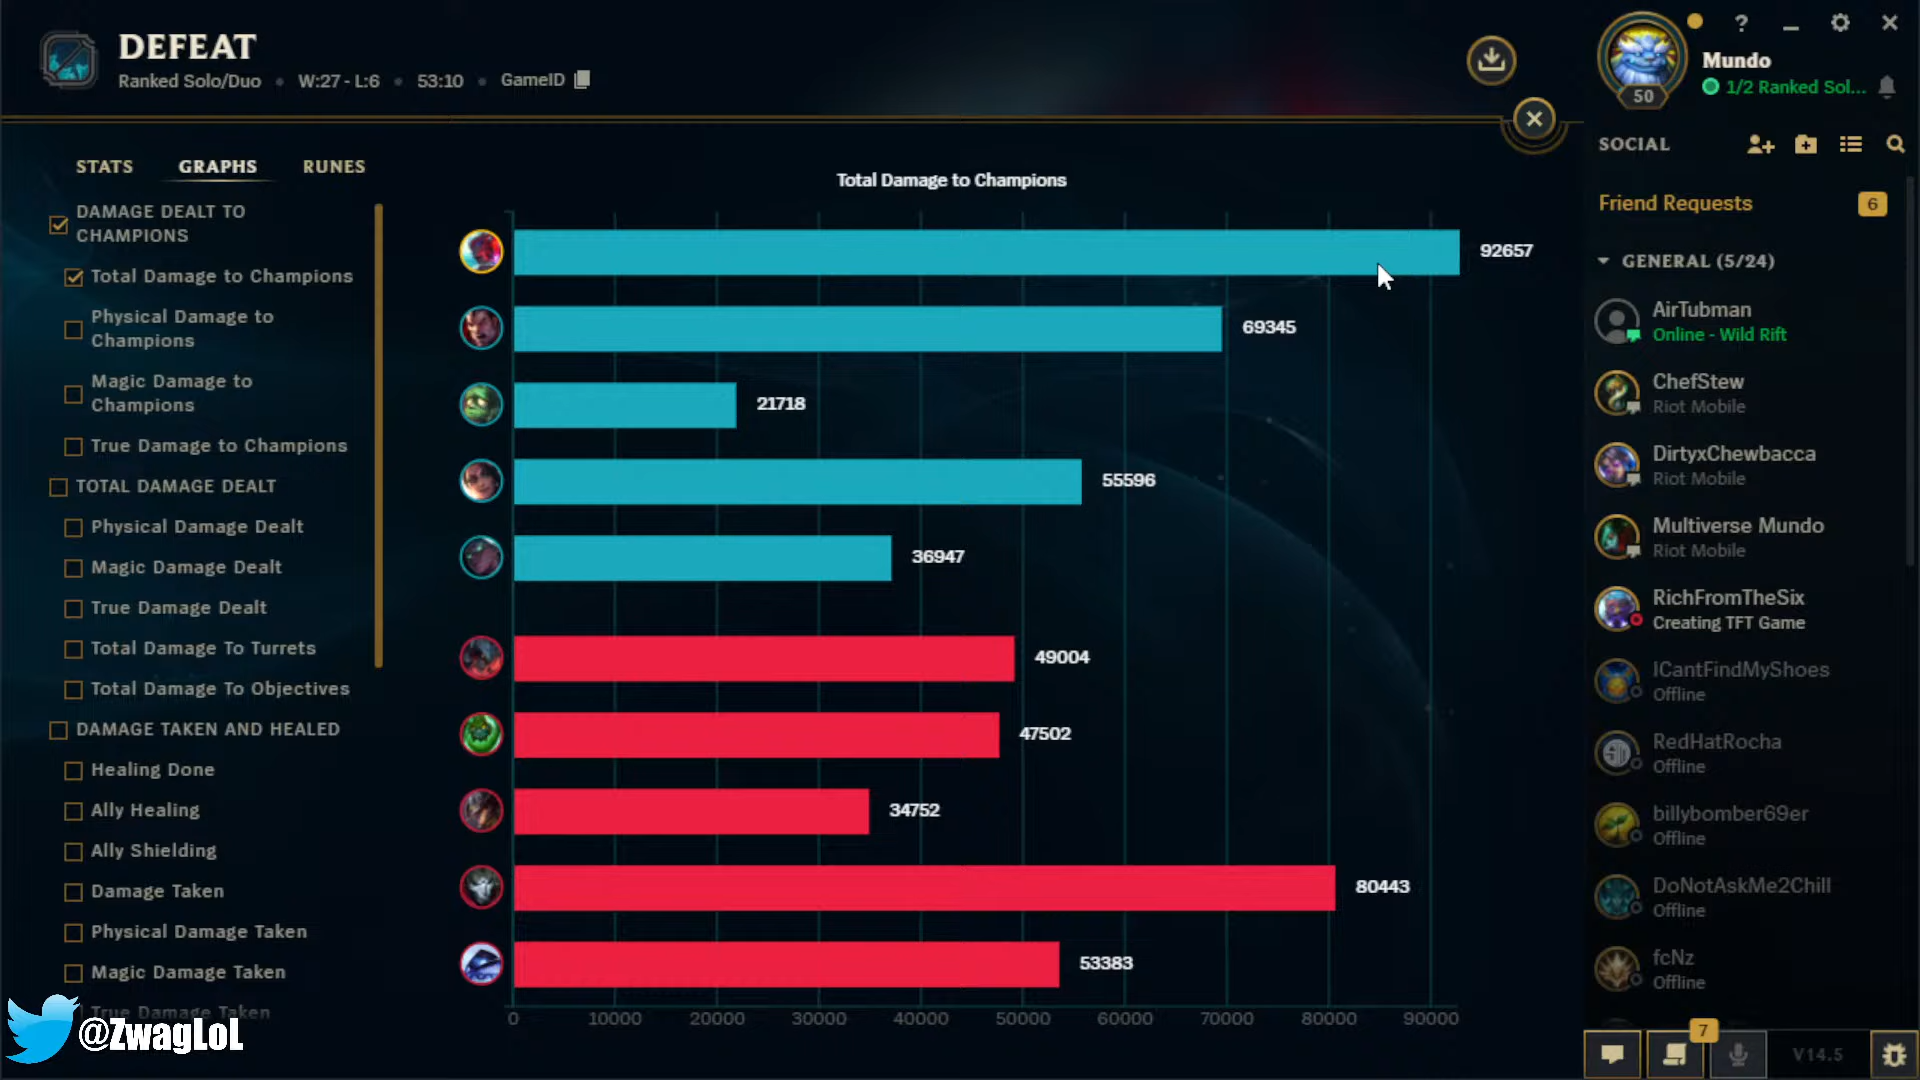 DEFEAT
Ranked Solo/Duo • W:27 - L:6 • 53:10 • GameID
?
Mundo
1/2 Ranked Sol...
50
STATS
GRAPHS
RUNES
DAMAGE DEALT TO
CHAMPIONS
Total Damage to Champions
Physical Damage to
Champions
Magic Damage to
Champions
True Damage to Champions
TOTAL DAMAGE DEALT
Physical Damage Dealt
Magic Damage Dealt
True Damage Dealt
Total Damage To Turrets
Total Damage To Objectives
DAMAGE TAKEN AND HEALED
Healing Done
Ally Healing
Ally Shielding
Damage Taken
Physical Damage Taken
Magic Damage Taken
True Damage Taken
@ZwagLoL
Total Damage to Champions
92657
69345
21718
55596
36947
49004
47502
34752
80443
53383
0 10000 20000 30000 40000 50000 60000 70000 80000 90000
SOCIAL
Friend Requests 6
GENERAL (5/24)
AirTubman
Online - Wild Rift
ChefStew
Riot Mobile
DirtyxChewbacca
Riot Mobile
Multiverse Mundo
Riot Mobile
RichFromTheSix
Creating TFT Game
ICantFindMyShoes
Offline
RedHatRocha
Offline
billybomber69er
Offline
DoNotAskMe2Chill
Offline
fcNz
Offline
7
V14.5